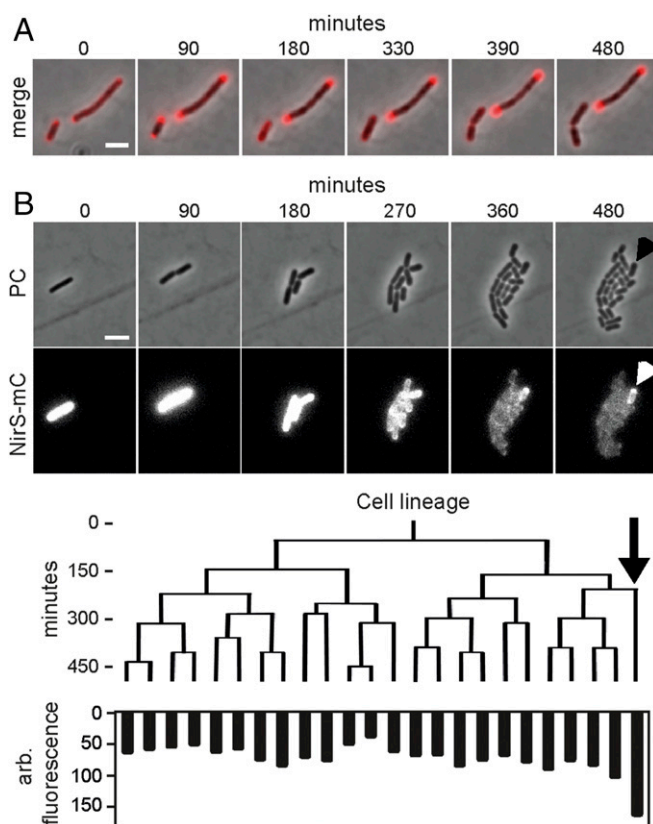 A
minutes
0 90 180 330 390 480
merge
minutes
B
0 90 180 270 360 480
PC
NirS-mC
Cell lineage
0
150
300
450
minutes
0
50
100
150
arb.
fluorescence